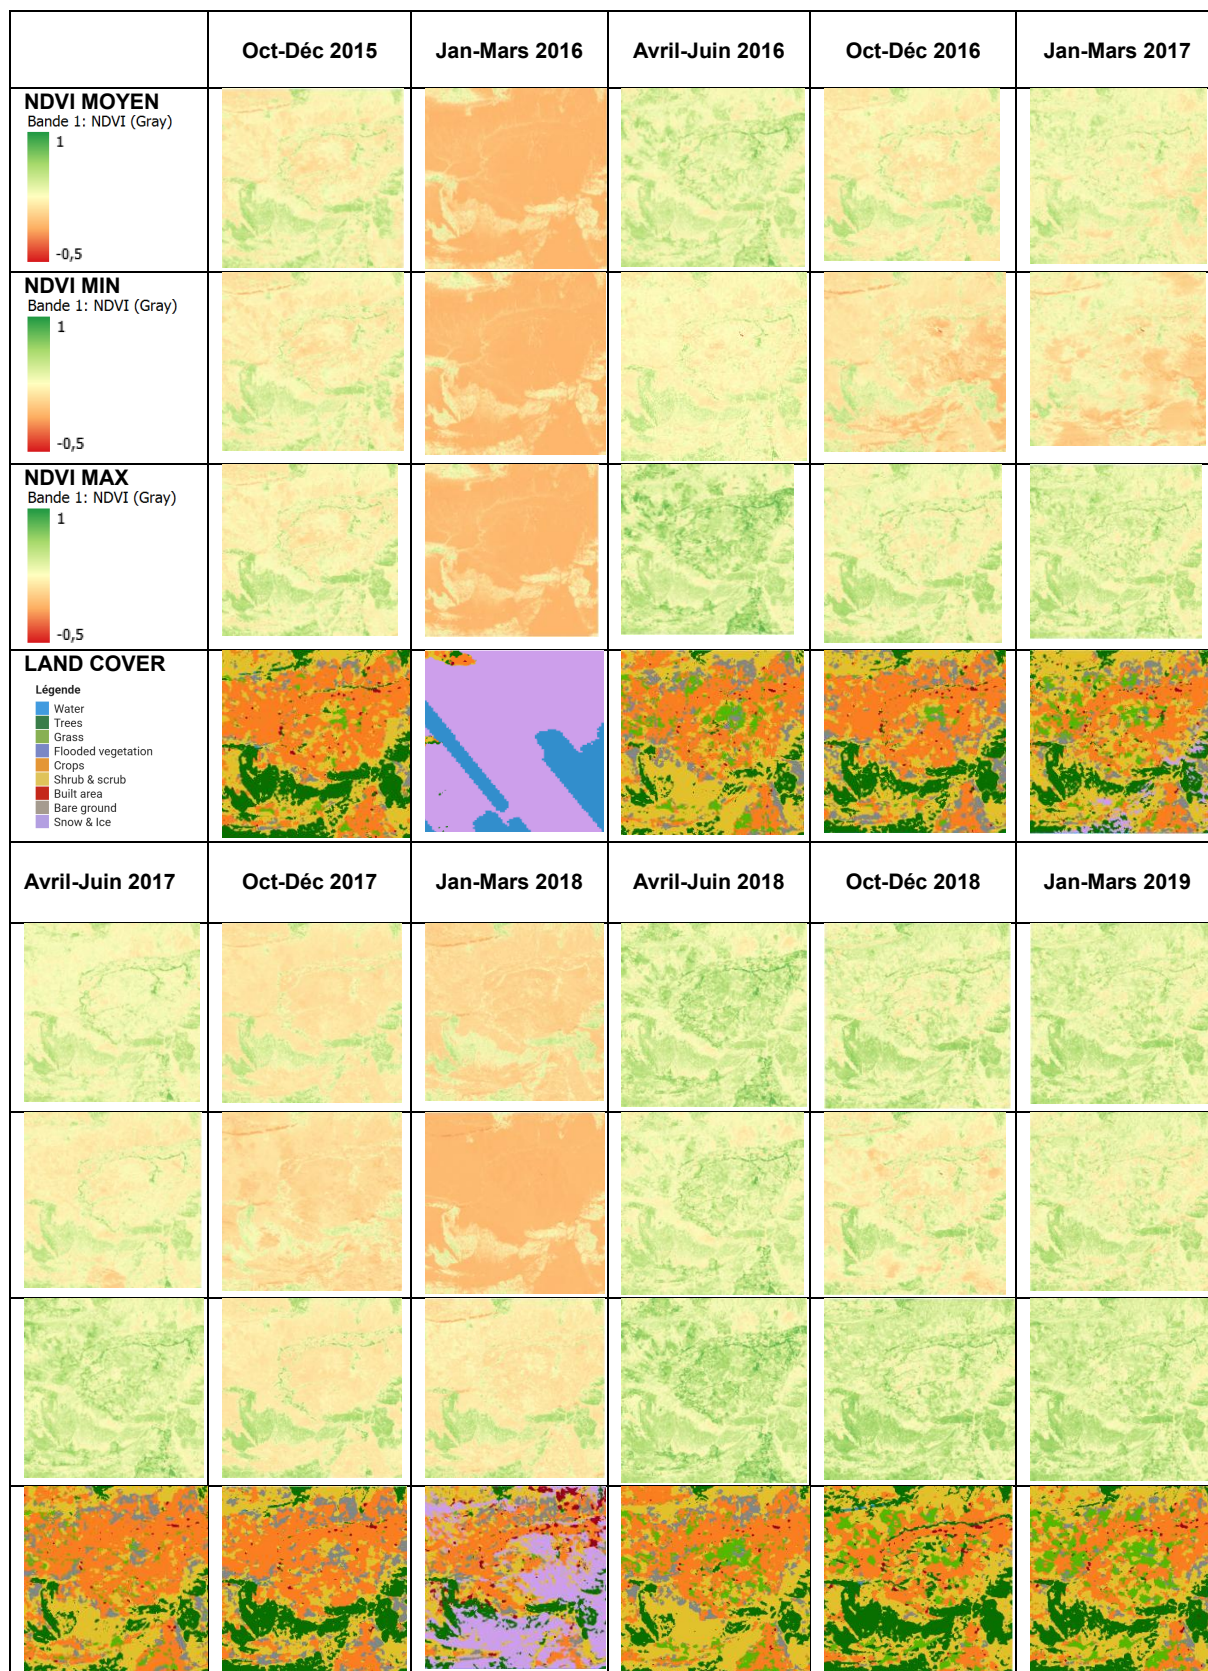 Oct-Déc 2015
Jan-Mars 2016
Avril-Juin 2016
Oct-Déc 2016
Jan-Mars 2017
NDVI MOYEN
Bande 1: NDVI (Gray)
1
-0,5
NDVI MIN
Bande 1: NDVI (Gray)
1
-0,5
NDVI MAX
Bande 1: NDVI (Gray)
1
-0,5
LAND COVER
Légende
Water
Trees
Grass
Flooded vegetation
Crops
Shrub & scrub
Built area
Bare ground
Snow & Ice
Avril-Juin 2017
Oct-Déc 2017
Jan-Mars 2018
Avril-Juin 2018
Oct-Déc 2018
Jan-Mars 2019